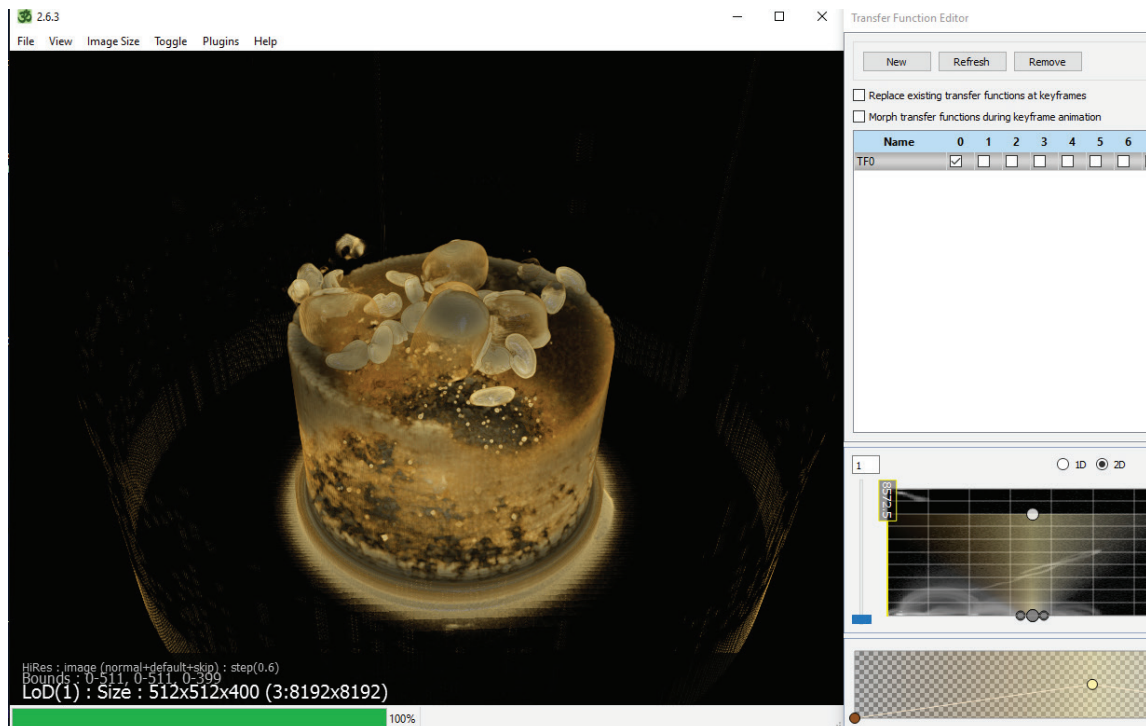 ॐ 2.6.3
File View Image Size Toggle Plugins Help
HiRes : image (normal+default+skip) : step(0.6)
Bounds : 0-511, 0-511, 0-399
LoD(1) : Size : 512x512x400 (3:8192x8192)
100%
Transfer Function Editor
New Refresh Remove
Replace existing transfer functions at keyframes
Morph transfer functions during keyframe animation
Name 0 1 2 3 4 5 6
TF0
1 1D 2D
8572.5